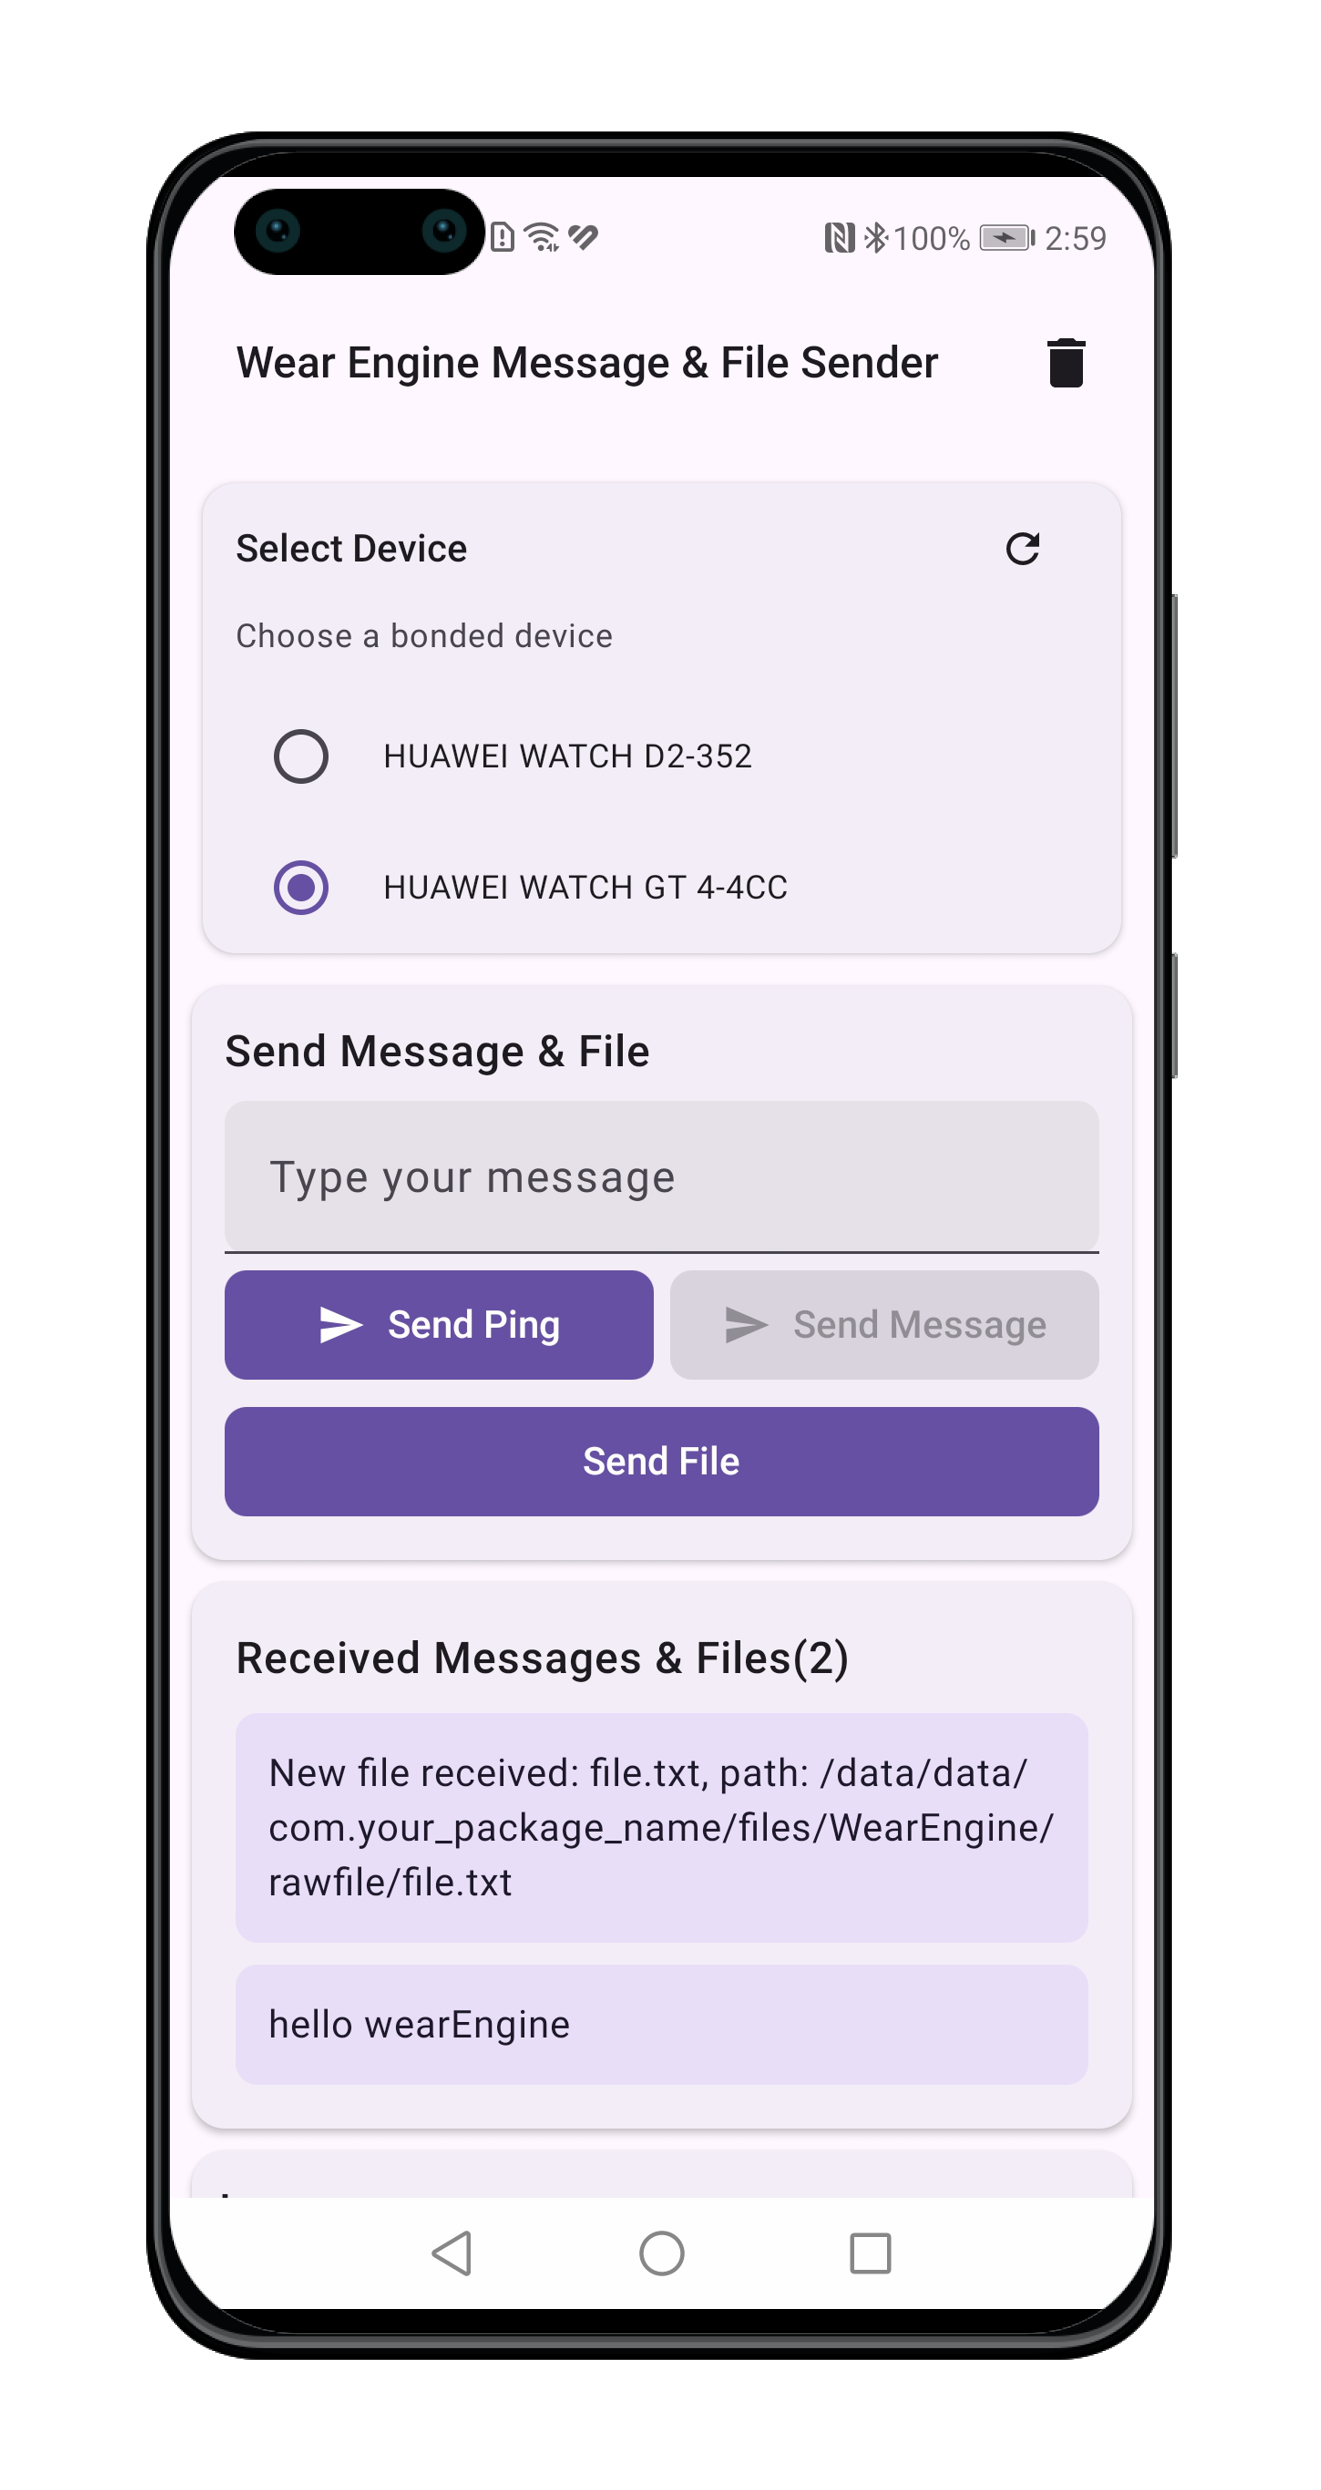 100% 2:59
Wear Engine Message & File Sender
Select Device
Choose a bonded device
HUAWEI WATCH D2-352
HUAWEI WATCH GT 4-4CC
Send Message & File
Type your message
Send Ping
Send Message
Send File
Received Messages & Files(2)
New file received: file.txt, path: /data/data/
com.your_package_name/files/WearEngine/
rawfile/file.txt
hello wearEngine